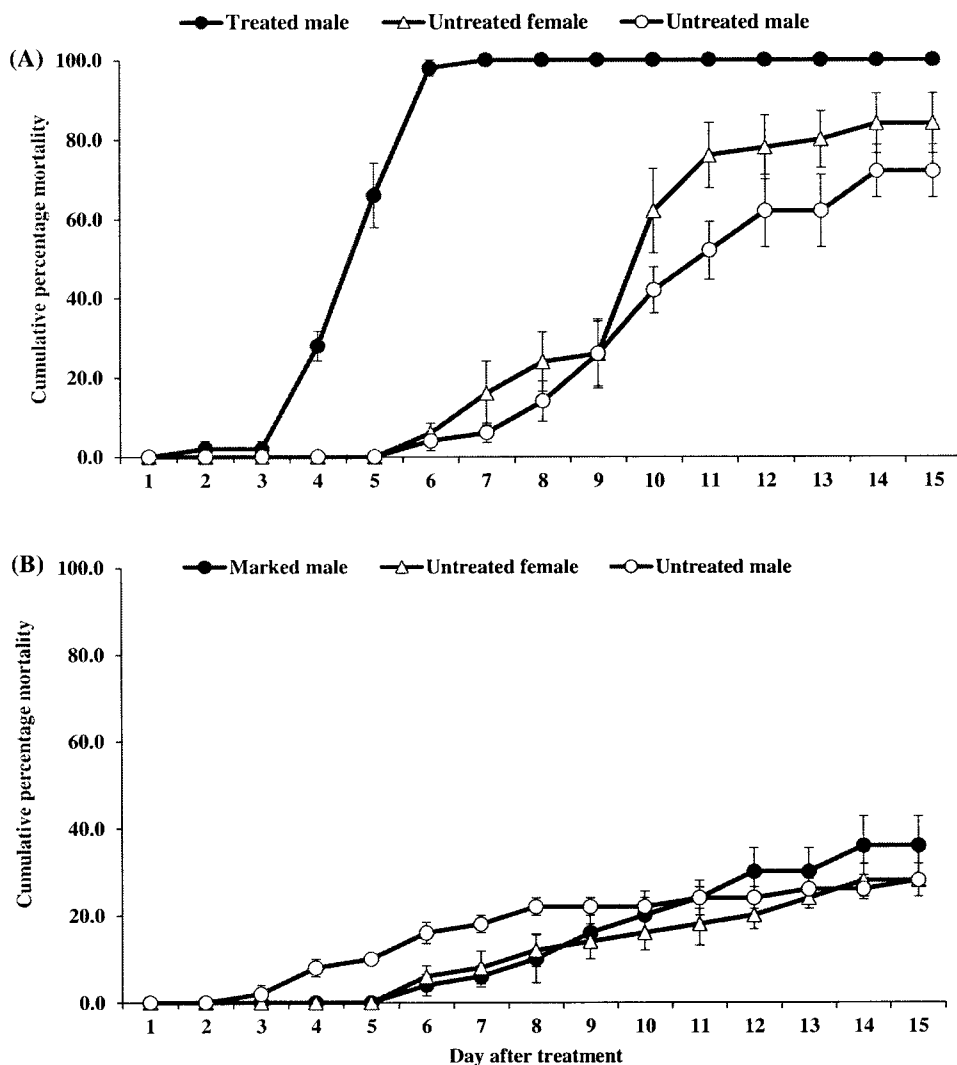 Treated male Untreated female Untreated male
(A)
100.0
80.0
60.0
40.0
20.0
0.0
Cumulative percentage mortality
1 2 3 4 5 6 7 8 9 10 11 12 13 14 15
(B)
Marked male Untreated female Untreated male
100.0
80.0
60.0
40.0
20.0
0.0
Cumulative percentage mortality
1 2 3 4 5 6 7 8 9 10 11 12 13 14 15
Day after treatment